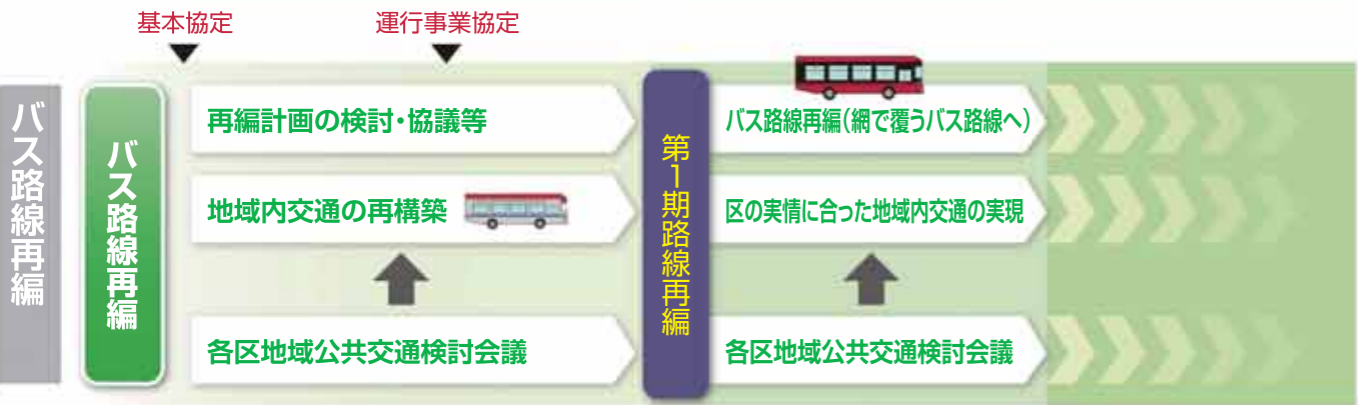 基本協定
運行事業協定
バス路線再編
バス路線再編
再編計画の検討・協議等
地域内交通の再構築
各区地域公共交通検討会議
第1期路線再編
バス路線再編(網で覆うバス路線へ)
区の実情に合った地域内交通の実現
各区地域公共交通検討会議